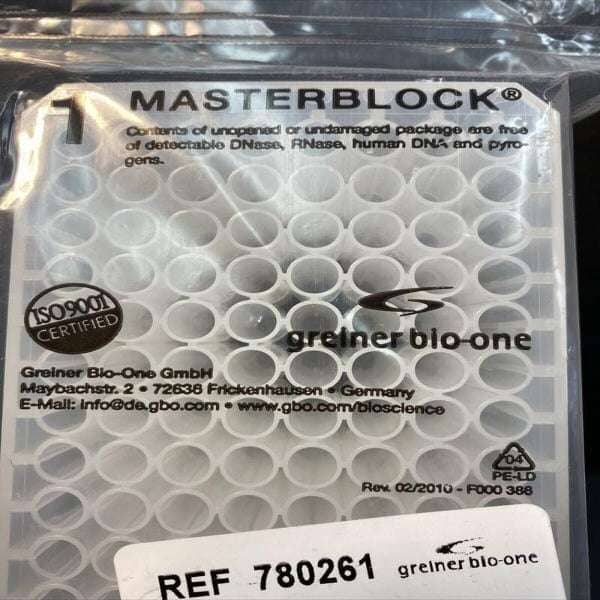 1 MASTERBLOCK®
Contents of unopened or undamaged package are free
of detectable DNase, RNase, human DNA and pyro-
gens.
ISO9001
CERTIFIED
greiner bio-one
Greiner Bio-One GmbH
Maybachstr. 2 • 72636 Frickenhausen • Germany
E-Mail: info@de.gbo.com • www.gbo.com/bioscience
04
PE-LD
Rev. 02/2010 - F000 388
REF 780261 greiner bio-one